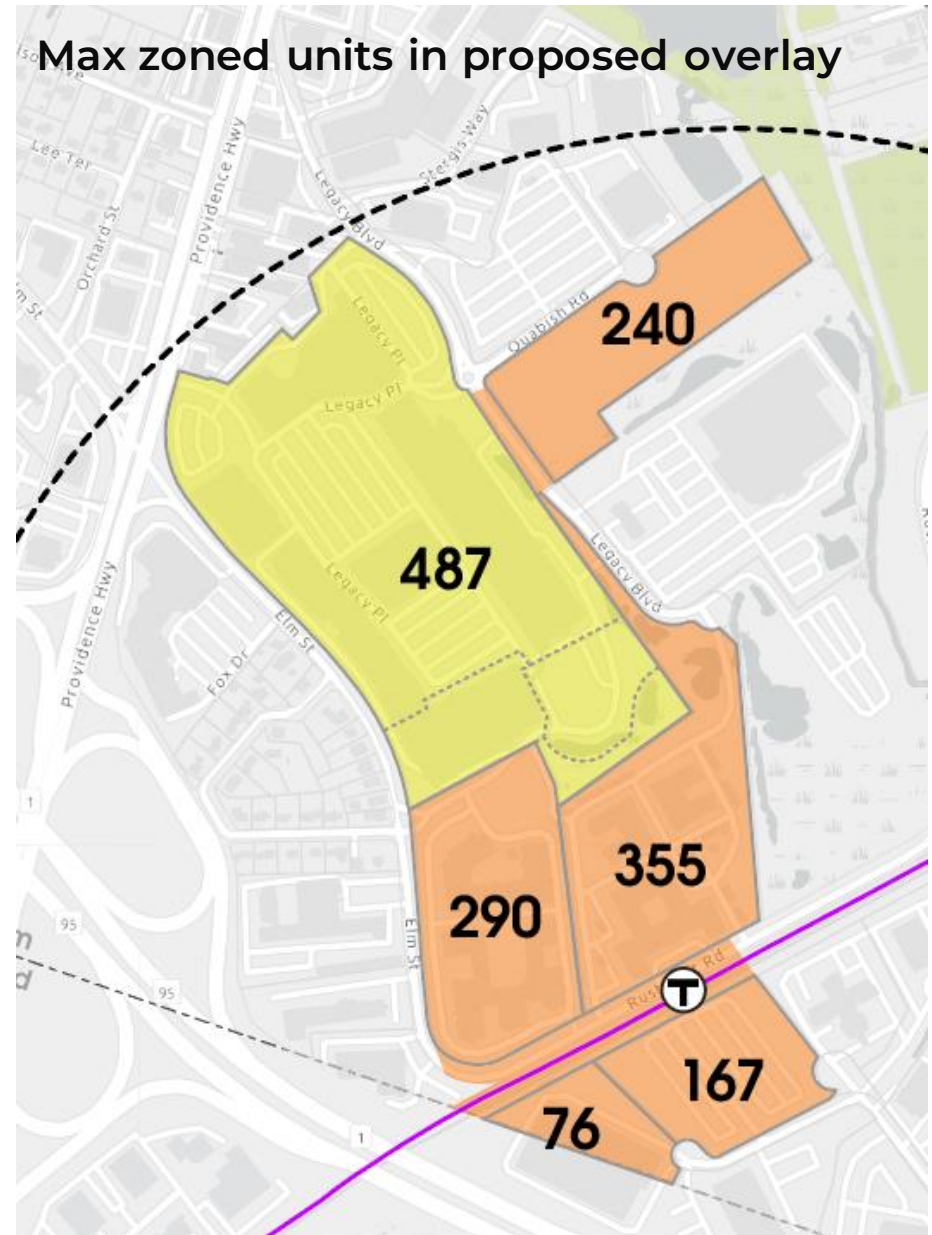 Max zoned units in proposed overlay
Lee Ter
Orchard St
Providence Hwy
Stergis Way
Legacy Blvd
Legacy Pl
Quabish Rd
240
Legacy Pl
487
Legacy Pl
Legacy Blvd
Elm St
Fox Dr
Providence Hwy
1
355
290
Elm St
95
95
T
167
76
1